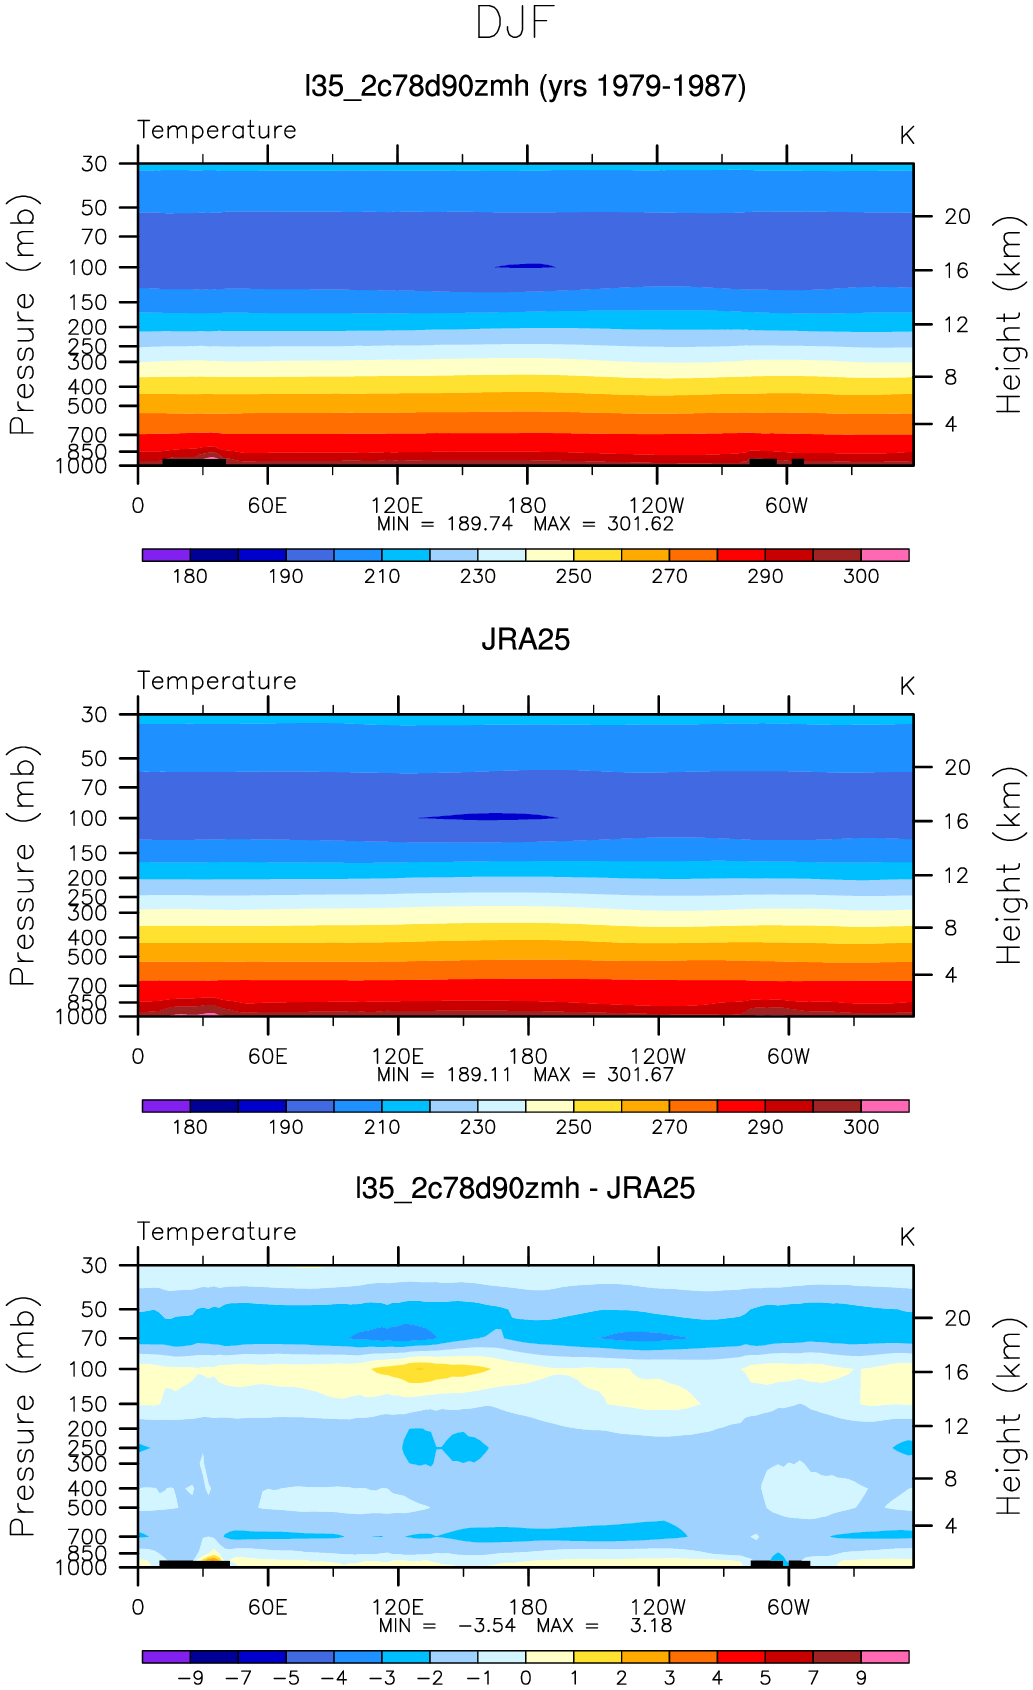 DJF
l35_2c78d90zmh (yrs 1979-1987)
Temperature K
30
50
70
100
150
200
250
300
400
500
700
850
1000
Pressure (mb)
20
16
12
8
4
Height (km)
0 60E 120E 180 120W 60W
MIN = 189.74 MAX = 301.62
180 190 210 230 250 270 290 300
JRA25
Temperature K
30
50
70
100
150
200
250
300
400
500
700
850
1000
Pressure (mb)
20
16
12
8
4
Height (km)
0 60E 120E 180 120W 60W
MIN = 189.11 MAX = 301.67
180 190 210 230 250 270 290 300
l35_2c78d90zmh - JRA25
Temperature K
30
50
70
100
150
200
250
300
400
500
700
850
1000
Pressure (mb)
20
16
12
8
4
Height (km)
0 60E 120E 180 120W 60W
MIN = -3.54 MAX = 3.18
-9 -7 -5 -4 -3 -2 -1 0 1 2 3 4 5 7 9